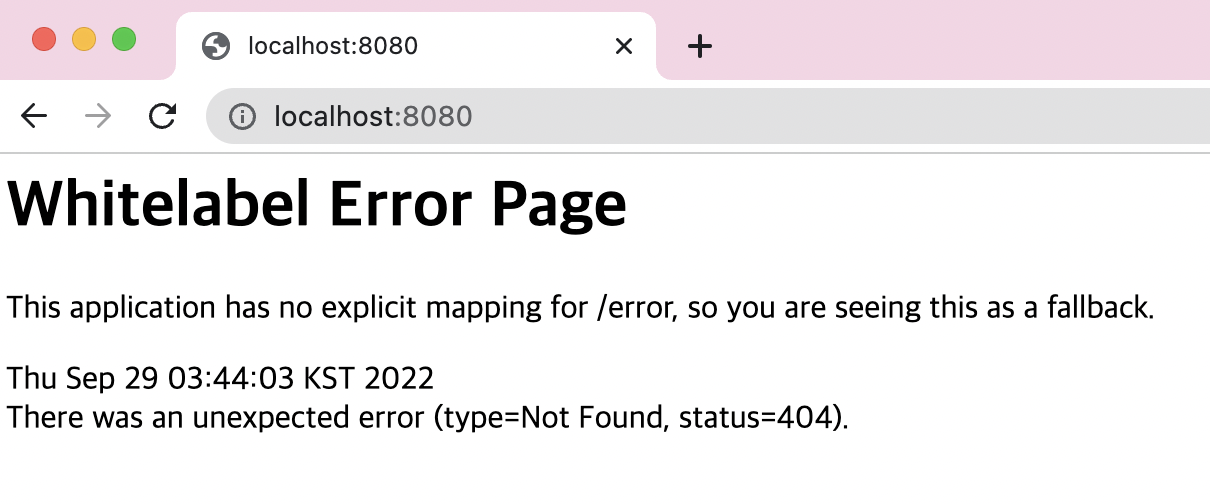 localhost:8080
localhost:8080
Whitelabel Error Page
This application has no explicit mapping for /error, so you are seeing this as a fallback.
Thu Sep 29 03:44:03 KST 2022
There was an unexpected error (type=Not Found, status=404).